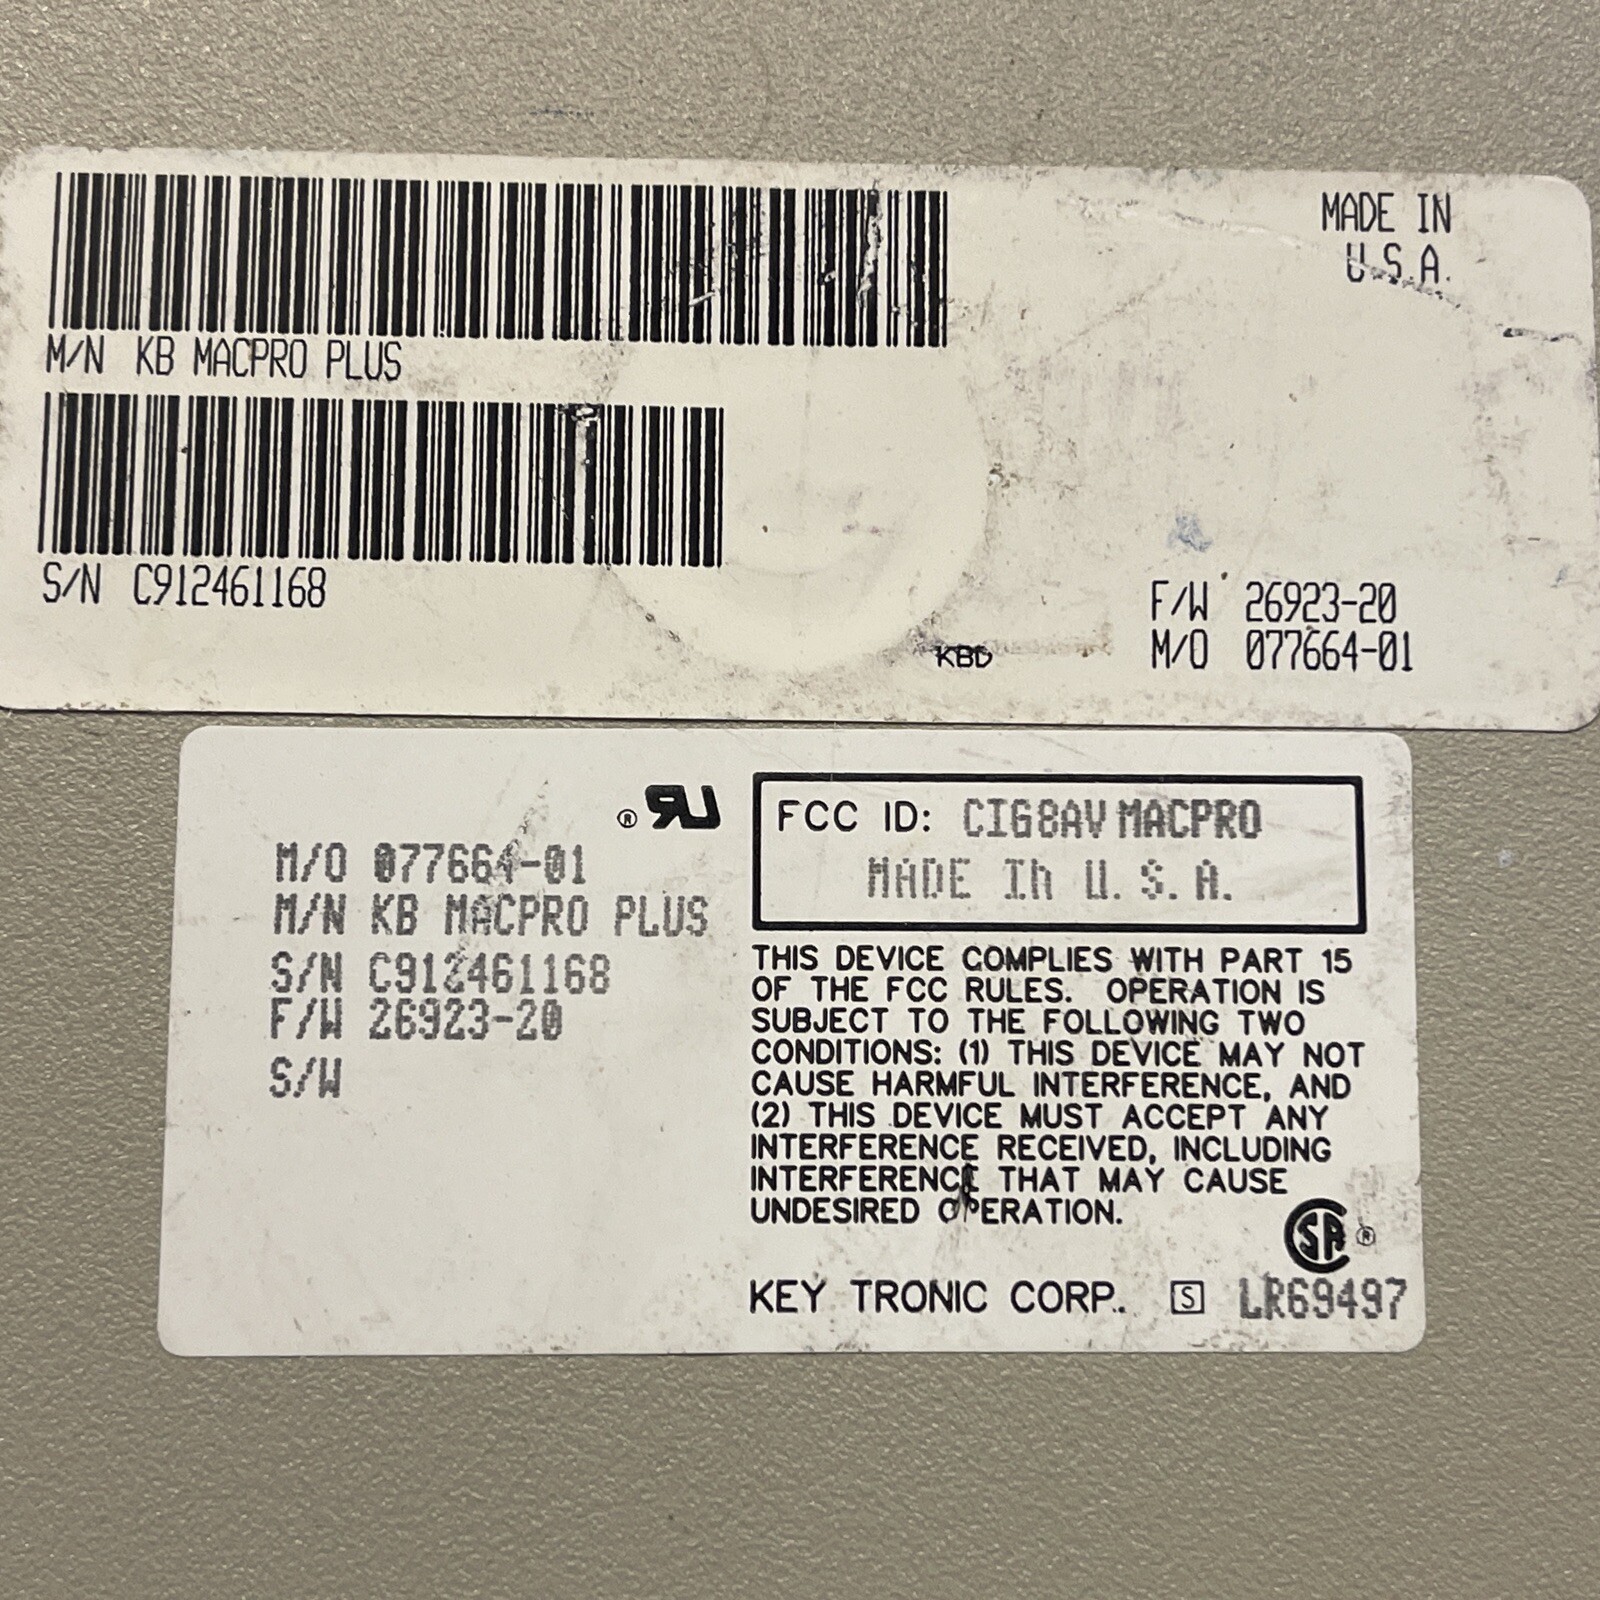 MADE IN
U.S.A.
M/N KB MACPRO PLUS
S/N C912461168
F/W 26923-20
M/O 077664-01
KBD
M/O 077664-01
M/N KB MACPRO PLUS
S/N C912461168
F/W 26923-20
S/W
UR ®
FCC ID: CIG8AVMACPRO
MADE In U.S.A.
THIS DEVICE COMPLIES WITH PART 15
OF THE FCC RULES. OPERATION IS
SUBJECT TO THE FOLLOWING TWO
CONDITIONS: (1) THIS DEVICE MAY NOT
CAUSE HARMFUL INTERFERENCE, AND
(2) THIS DEVICE MUST ACCEPT ANY
INTERFERENCE RECEIVED, INCLUDING
INTERFERENCE THAT MAY CAUSE
UNDESIRED OPERATION.
SA ®
KEY TRONIC CORP.. S LR69497